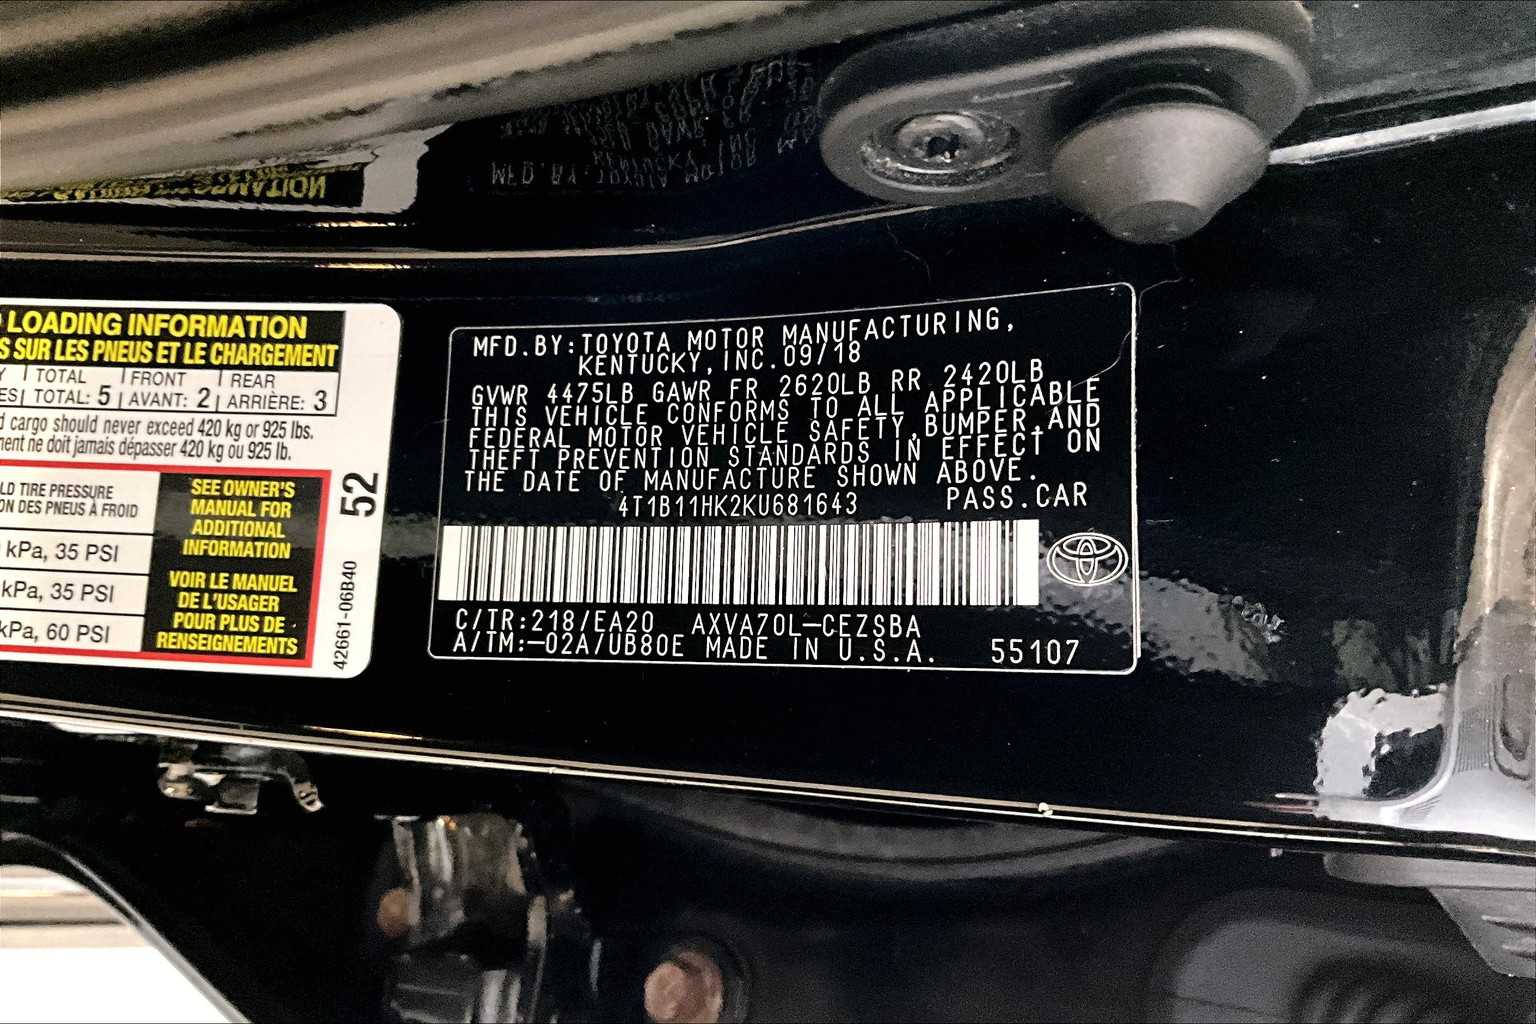 LOADING INFORMATION
SUR LES PNEUS ET LE CHARGEMENT
TOTAL FRONT REAR
TOTAL: 5 AVANT: 2 ARRIÈRE: 3
cargo should never exceed 420 kg or 925 lbs.
ne doit jamais dépasser 420 kg ou 925 lb.
TIRE PRESSURE
DES PNEUS À FROID
kPa, 35 PSI
kPa, 35 PSI
kPa, 60 PSI
SEE OWNER'S
MANUAL FOR
ADDITIONAL
INFORMATION
VOIR LE MANUEL
DE L'USAGER
POUR PLUS DE
RENSEIGNEMENTS
52
42661-06B40
MFD.BY:TOYOTA MOTOR MANUFACTURING,
KENTUCKY,INC.09/18
GVWR 4475LB GAWR FR 2620LB RR 2420LB
THIS VEHICLE CONFORMS TO ALL APPLICABLE
FEDERAL MOTOR VEHICLE SAFETY,BUMPER,AND
THEFT PREVENTION STANDARDS IN EFFECT ON
THE DATE OF MANUFACTURE SHOWN ABOVE.
4T1B11HK2KU681643 PASS.CAR
C/TR:218/EA20 AXVA70L-CEZSBA
A/TM:-02A/UB80E MADE IN U.S.A. 55107